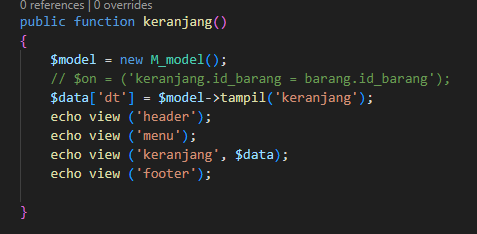 0 references | 0 overrides
public function keranjang()
{
$model = new M_model();
// $on = ('keranjang.id_barang = barang.id_barang');
$data['dt'] = $model->tampil('keranjang');
echo view ('header');
echo view ('menu');
echo view ('keranjang', $data);
echo view ('footer');
}